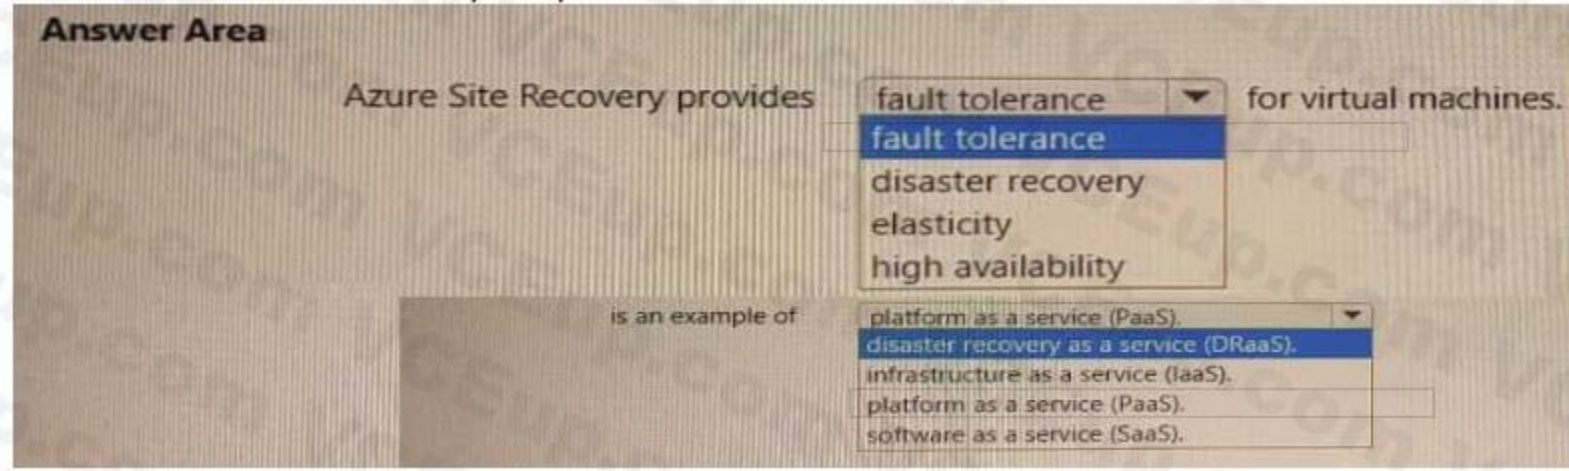 Answer Area
Azure Site Recovery provides fault tolerance for virtual machines.
fault tolerance
disaster recovery
elasticity
high availability
is an example of platform as a service (PaaS).
disaster recovery as a service (DRaaS).
infrastructure as a service (IaaS).
platform as a service (PaaS).
software as a service (SaaS).